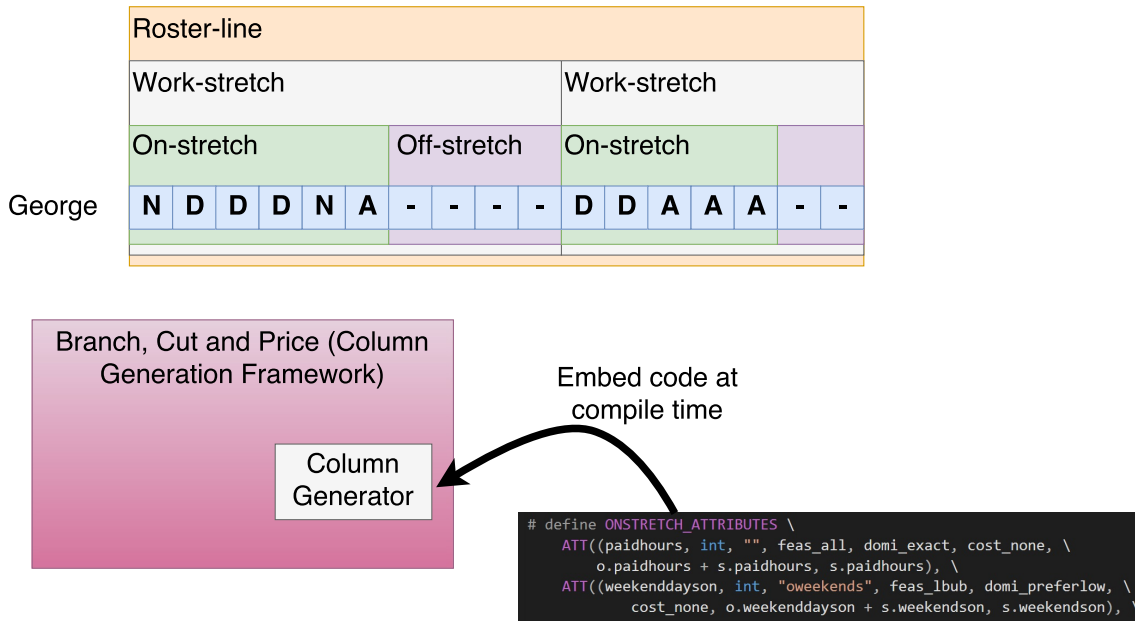 Roster-line
Work-stretch Work-stretch
On-stretch Off-stretch On-stretch
George N D D D N A - - - - D D A A A - -
Branch, Cut and Price (Column
Generation Framework)
Embed code at
compile time
Column
Generator
# define ONSTRETCH_ATTRIBUTES \
ATT((paidhours, int, "", feas_all, domi_exact, cost_none, \
o.paidhours + s.paidhours, s.paidhours), \
ATT((weekenddayson, int, "oweekends", feas_lbub, domi_preferlow, \
cost_none, o.weekenddayson + s.weekendson, s.weekendson), \